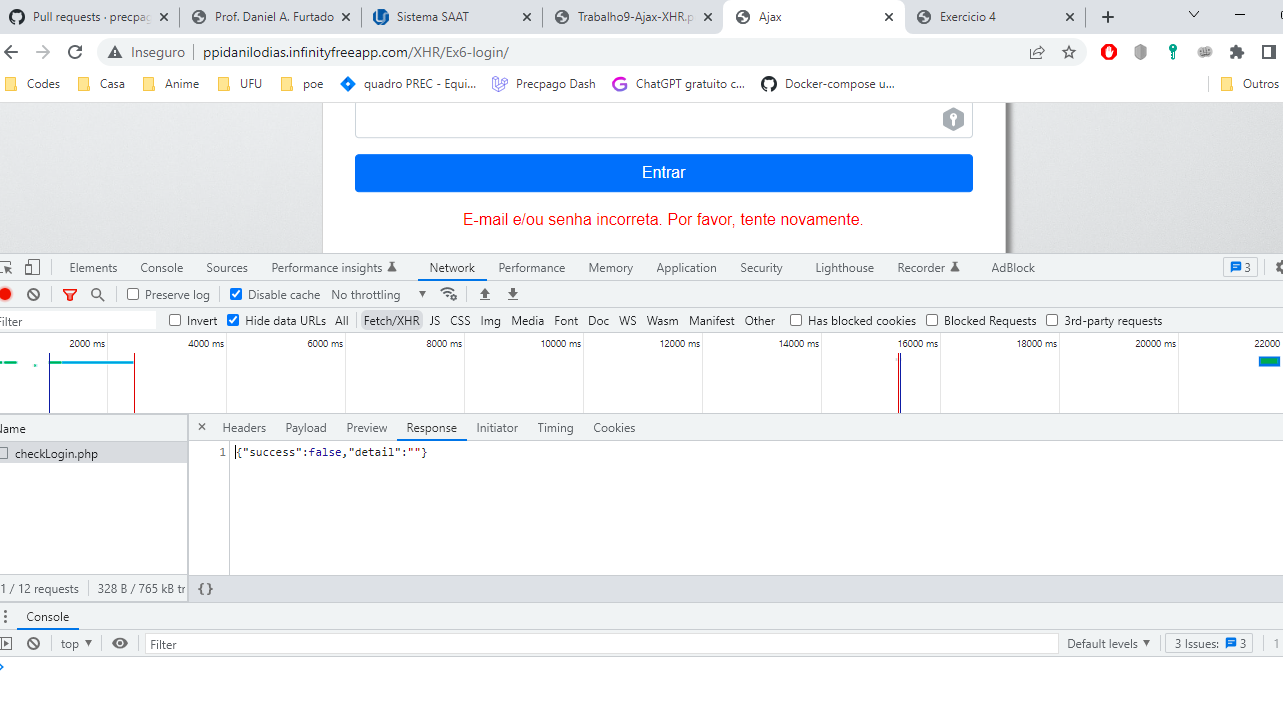 Pull requests · precpag Prof. Daniel A. Furtado Sistema SAAT Trabalho9-Ajax-XHR.p Ajax Exercicio 4
Inseguro ppidanilodias.infinityfreeapp.com/XHR/Ex6-login/
Codes Casa Anime UFU poe quadro PREC - Equi... Precpago Dash ChatGPT gratuito c... Docker-compose u... Outros
Entrar
E-mail e/ou senha incorreta. Por favor, tente novamente.
Elements Console Sources Performance insights Network Performance Memory Application Security Lighthouse Recorder AdBlock 3
Preserve log Disable cache No throttling
Filter Invert Hide data URLs All Fetch/XHR JS CSS Img Media Font Doc WS Wasm Manifest Other Has blocked cookies Blocked Requests 3rd-party requests
2000 ms 4000 ms 6000 ms 8000 ms 10000 ms 12000 ms 14000 ms 16000 ms 18000 ms 20000 ms 22000
Name Headers Payload Preview Response Initiator Timing Cookies
checkLogin.php 1 {"success":false,"detail":""}
1 / 12 requests 328 B / 765 kB tr {}
Console
top Filter Default levels 3 Issues: 3 1